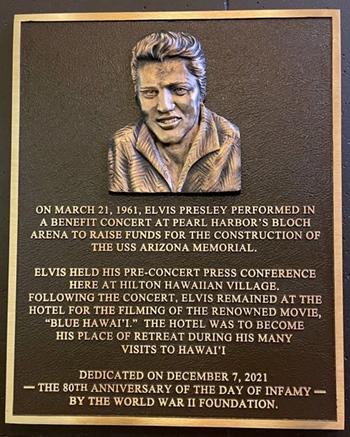 ON MARCH 21, 1961, ELVIS PRESLEY PERFORMED IN
A BENEFIT CONCERT AT PEARL HARBOR'S BLOCH
ARENA TO RAISE FUNDS FOR THE CONSTRUCTION OF
THE USS ARIZONA MEMORIAL.
ELVIS HELD HIS PRE-CONCERT PRESS CONFERENCE
HERE AT HILTON HAWAIIAN VILLAGE.
FOLLOWING THE CONCERT, ELVIS REMAINED AT THE
HOTEL FOR THE FILMING OF THE RENOWNED MOVIE,
"BLUE HAWAI'I." THE HOTEL WAS TO BECOME
HIS PLACE OF RETREAT DURING HIS MANY
VISITS TO HAWAI'I
DEDICATED ON DECEMBER 7, 2021
— THE 80TH ANNIVERSARY OF THE DAY OF INFAMY —
BY THE WORLD WAR II FOUNDATION.